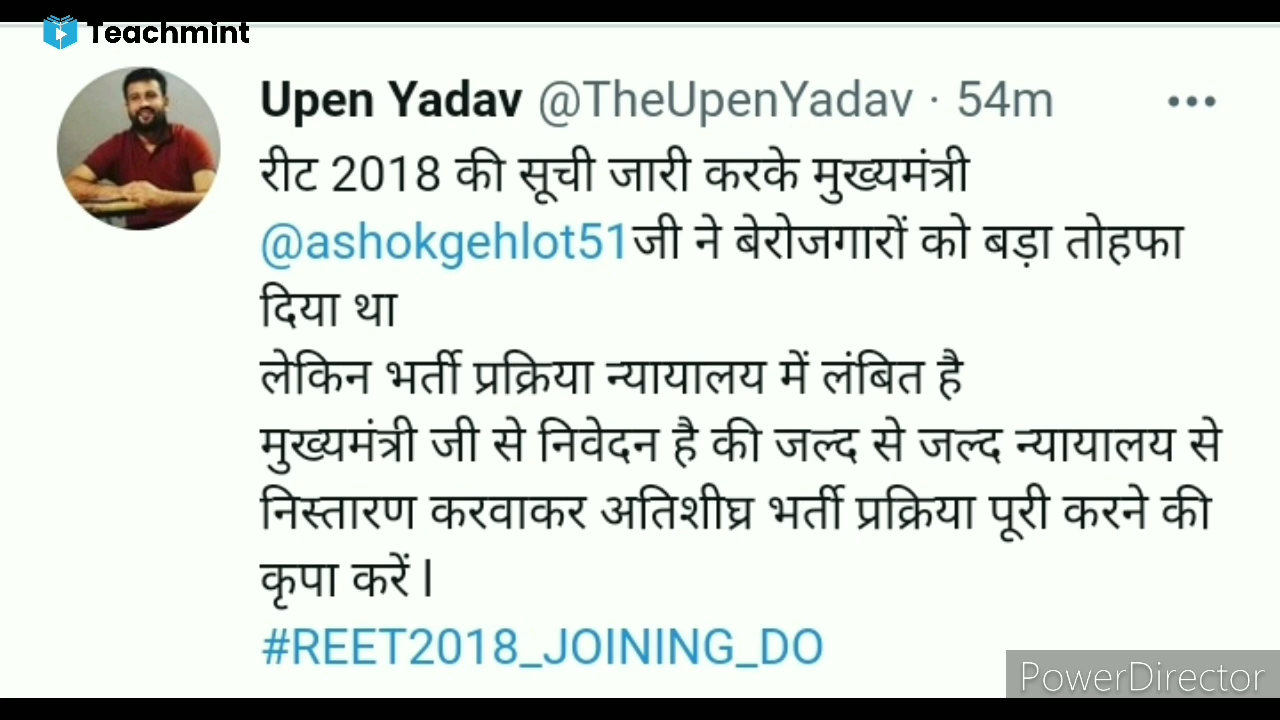 Teachmint
Upen Yadav @TheUpenYadav · 54m
रीट 2018 की सूची जारी करके मुख्यमंत्री
@ashokgehlot51जी ने बेरोजगारों को बड़ा तोहफा
दिया था
लेकिन भर्ती प्रक्रिया न्यायालय में लंबित है
मुख्यमंत्री जी से निवेदन है की जल्द से जल्द न्यायालय से
निस्तारण करवाकर अतिशीघ्र भर्ती प्रक्रिया पूरी करने की
कृपा करें।
#REET2018_JOINING_DO
PowerDirector